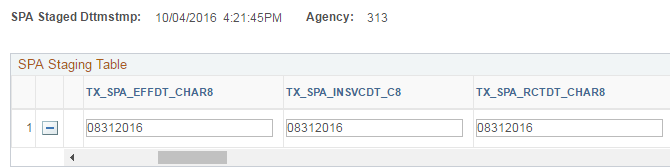 SPA Staged Dttmstmp: 10/04/2016 4:21:45PM Agency: 313
SPA Staging Table
TX_SPA_EFFDT_CHAR8 TX_SPA_INSVCDT_C8 TX_SPA_RCTDT_CHAR8
1 08312016 08312016 08312016